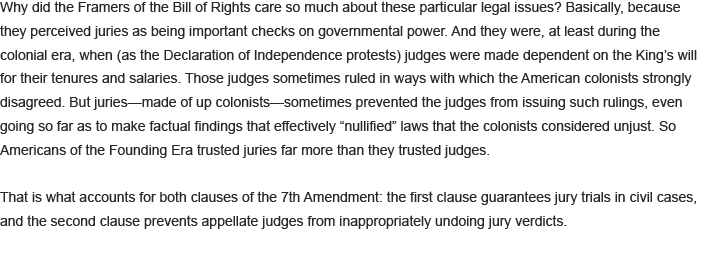 Why did the Framers of the Bill of Rights care so much about these particular legal issues? Basically, because
they perceived juries as being important checks on governmental power. And they were, at least during the
colonial era, when (as the Declaration of Independence protests) judges were made dependent on the King’s will
for their tenures and salaries. Those judges sometimes ruled in ways with which the American colonists strongly
disagreed. But juries—made of up colonists—sometimes prevented the judges from issuing such rulings, even
going so far as to make factual findings that effectively “nullified” laws that the colonists considered unjust. So
Americans of the Founding Era trusted juries far more than they trusted judges.
That is what accounts for both clauses of the 7th Amendment: the first clause guarantees jury trials in civil cases,
and the second clause prevents appellate judges from inappropriately undoing jury verdicts.